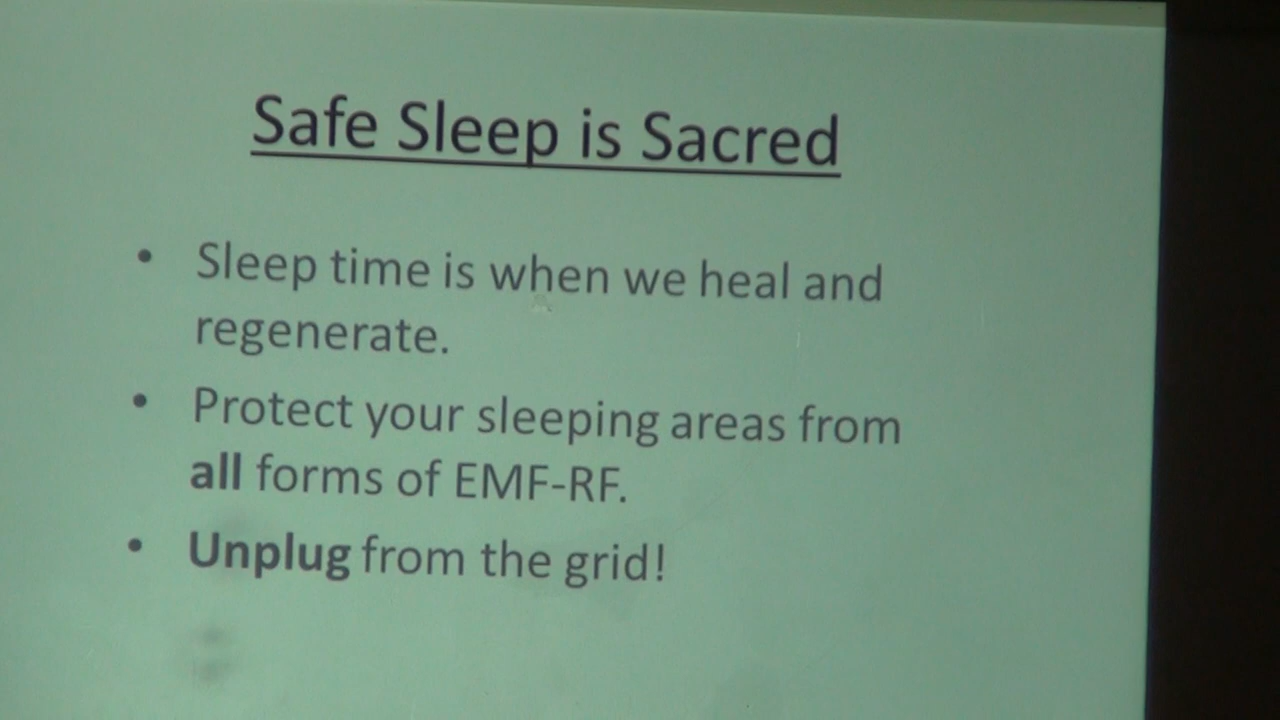 Safe Sleep is Sacred
• Sleep time is when we heal and
regenerate.
• Protect your sleeping areas from
all forms of EMF-RF.
• Unplug from the grid!